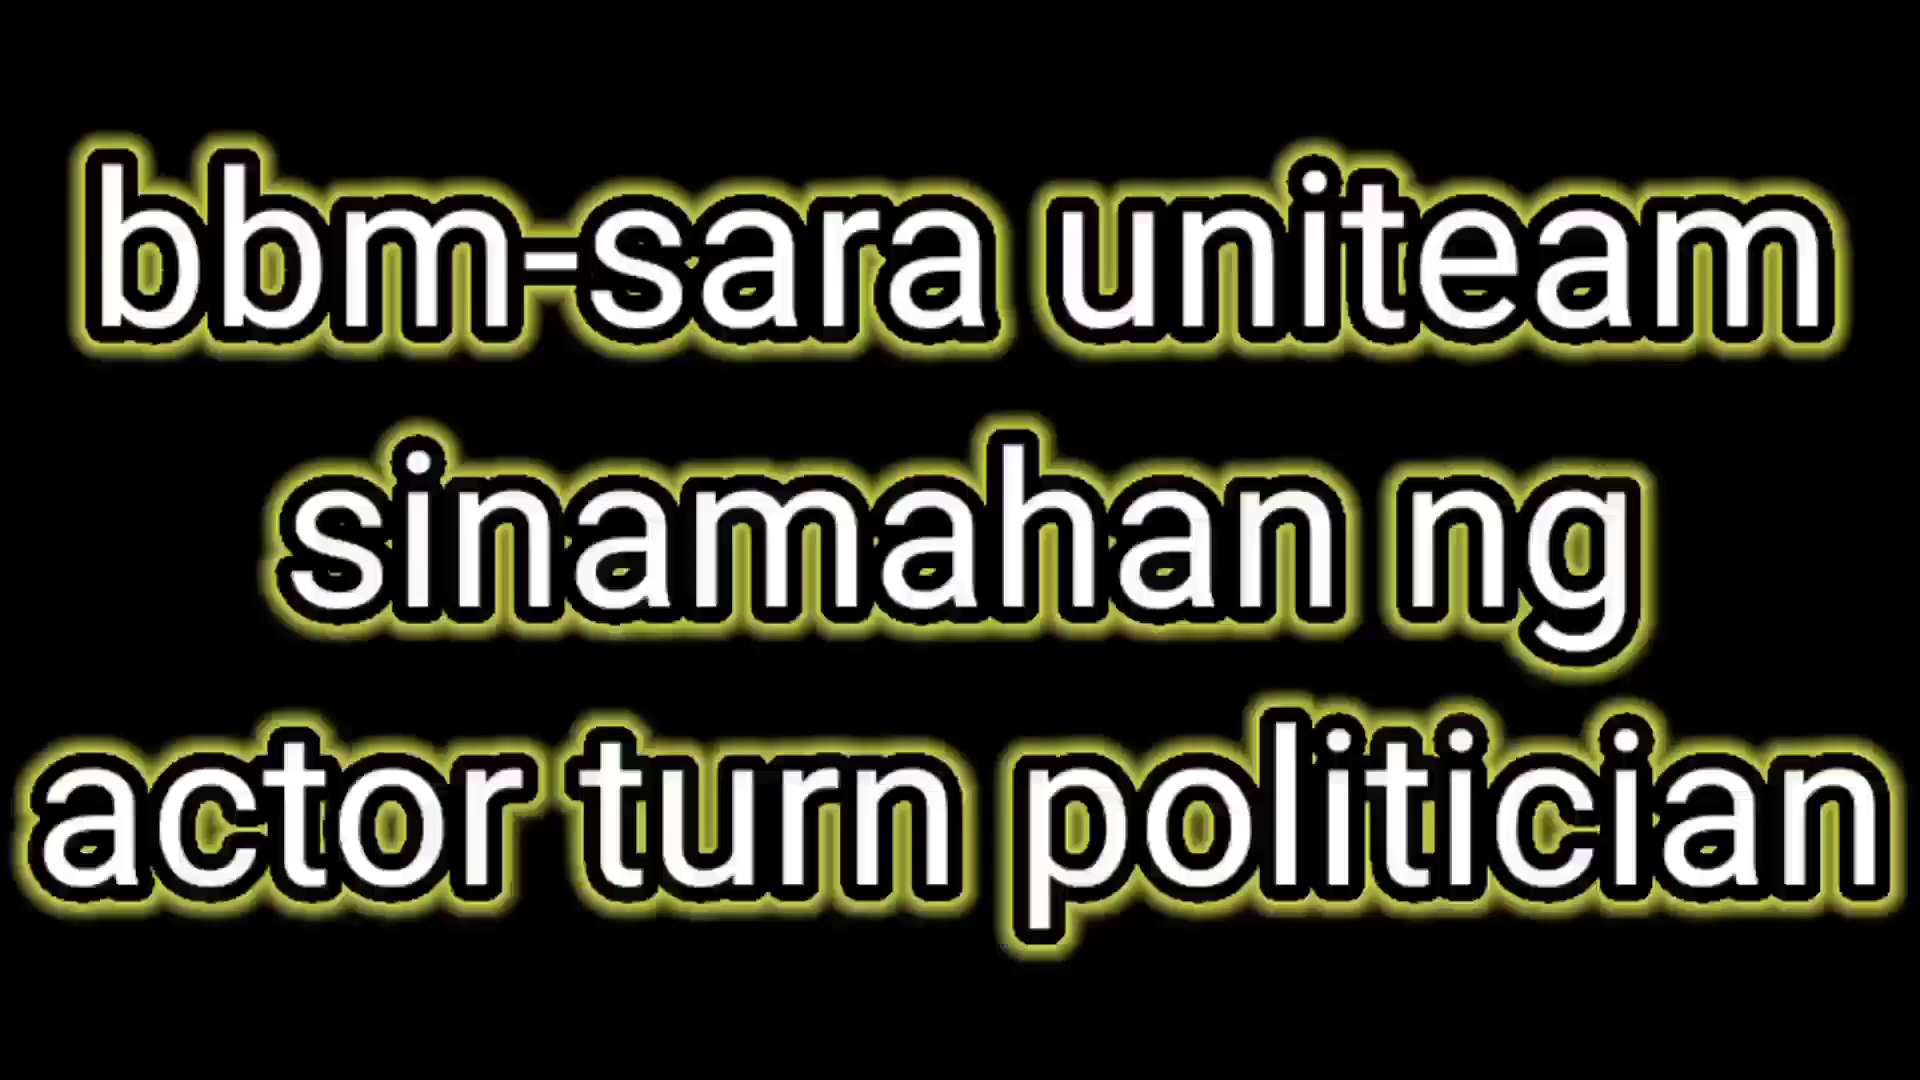 bbm-sara uniteam
sinamahan ng
actor turn politician